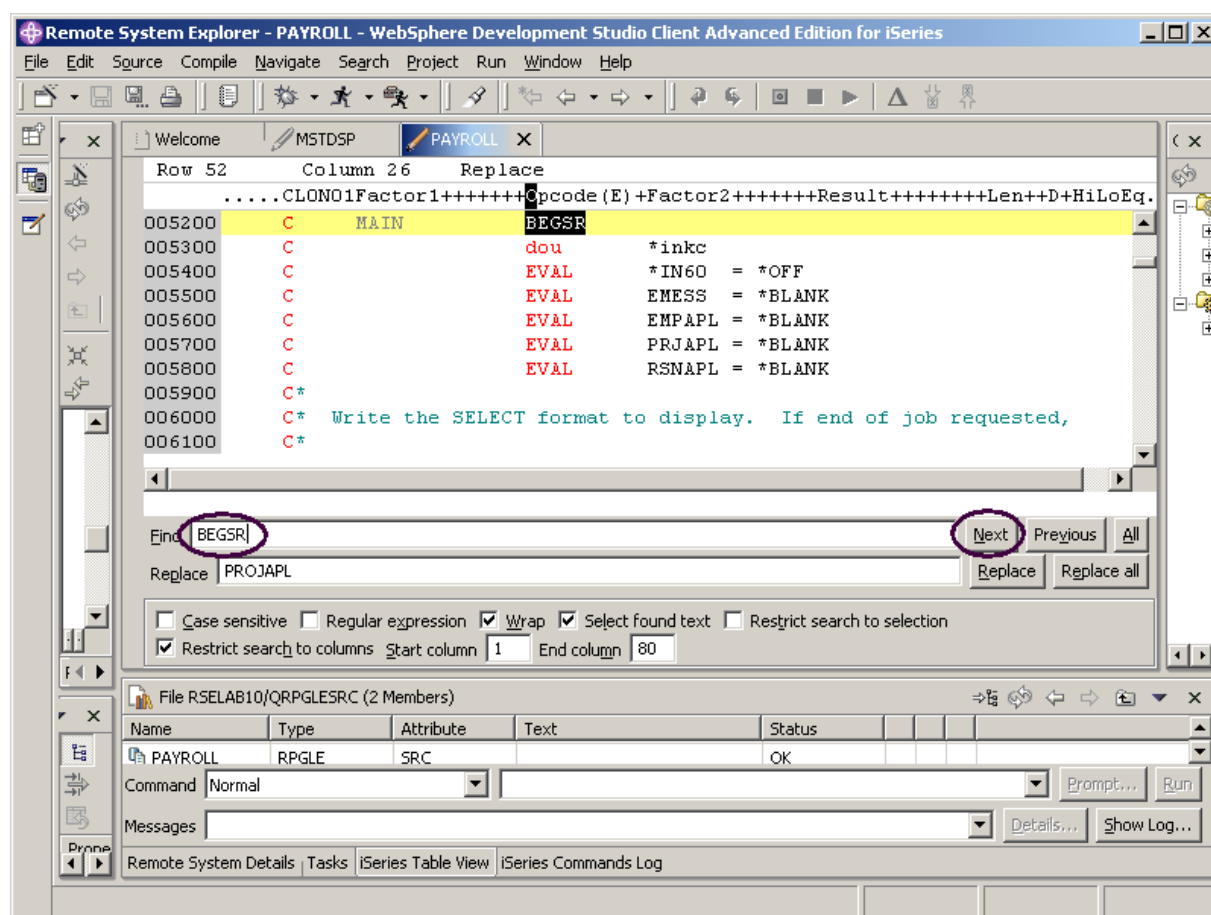 Remote System Explorer - PAYROLL - WebSphere Development Studio Client Advanced Edition for iSeries
File Edit Source Compile Navigate Search Project Run Window Help
Welcome MSTDSP PAYROLL
Row 52 Column 26 Replace
.....CLONO1Factor1+++++++Opcode(E)+Factor2+++++++Result++++++++Len++D+HiLoEq.
005200 C MAIN BEGSR
005300 C dou *inkc
005400 C EVAL *IN60 = *OFF
005500 C EVAL EMESS = *BLANK
005600 C EVAL EMPAPL = *BLANK
005700 C EVAL PRJAPL = *BLANK
005800 C EVAL RSNAPL = *BLANK
005900 C*
006000 C* Write the SELECT format to display. If end of job requested,
006100 C*
Find BEGSR Next Previous All
Replace PROJAPL Replace Replace all
Case sensitive Regular expression Wrap Select found text Restrict search to selection
Restrict search to columns Start column 1 End column 80
File RSELAB10/QRPGLESRC (2 Members)
Name Type Attribute Text Status
PAYROLL RPGLE SRC OK
Command Normal Prompt... Run
Messages Details... Show Log...
Remote System Details Tasks iSeries Table View iSeries Commands Log